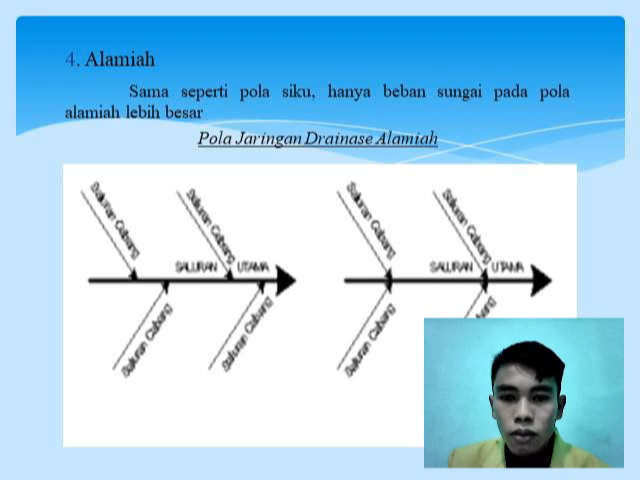 4. Alamiah
Sama seperti pola siku, hanya beban sungai pada pola
alamiah lebih besar
Pola Jaringan Drainase Alamiah
Saluran Cabang
Saluran Cabang
SALURAN UTAMA
Saluran Cabang
Saluran Cabang
Saluran Cabang
Saluran Cabang
SALURAN UTAMA
Saluran Cabang